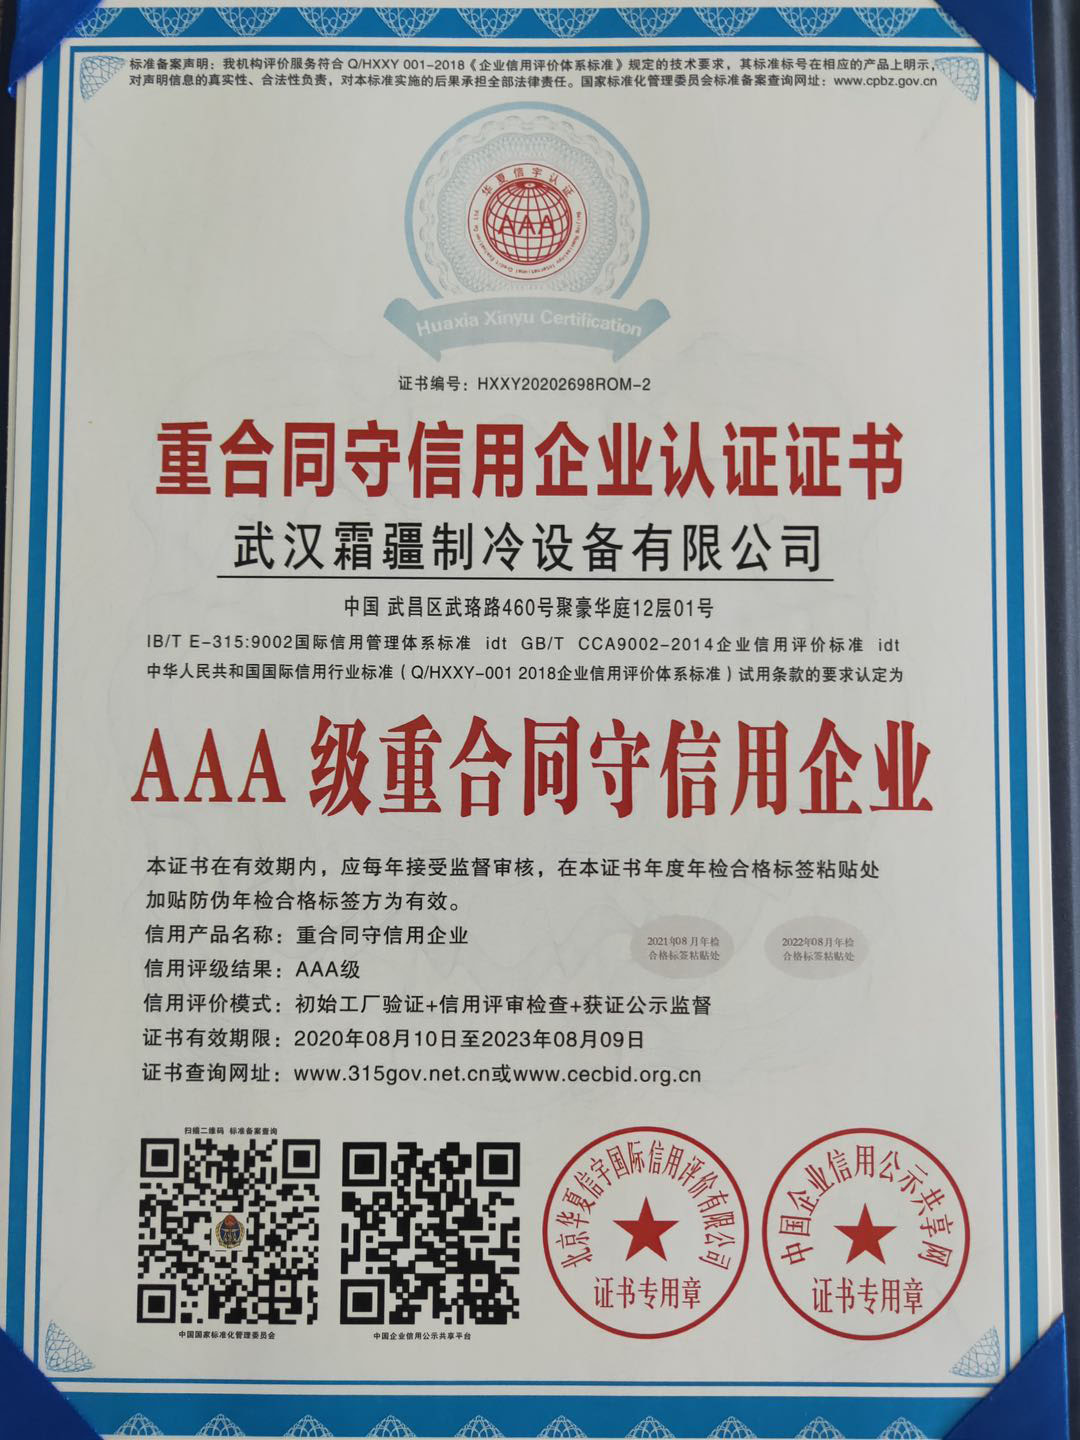 标准备案声明：我机构评价服务符合 Q/HXXY 001-2018《企业信用评价体系标准》规定的技术要求，其标准标号在相应的产品上明示，
对声明信息的真实性、合法性负责，对本标准实施的后果承担全部法律责任。国家标准化管理委员会标准备案查询网址：www.cpbz.gov.cn
华夏信宇认证
AAA
Huaxia Xinyu Certification
证书编号：HXXY20202698ROM-2
重合同守信用企业认证证书
武汉霜疆制冷设备有限公司
中国 武昌区武珞路460号聚豪华庭12层01号
IB/T E-315:9002国际信用管理体系标准 idt GB/T CCA9002-2014企业信用评价标准 idt
中华人民共和国国际信用行业标准（Q/HXXY-001 2018企业信用评价体系标准）试用条款的要求认定为
AAA 级重合同守信用企业
本证书在有效期内，应每年接受监督审核，在本证书年度年检合格标签粘贴处
加贴防伪年检合格标签方为有效。
信用产品名称：重合同守信用企业
2021年08月年检
合格标签粘贴处
2022年08月年检
合格标签粘贴处
信用评级结果：AAA级
信用评价模式：初始工厂验证+信用评审检查+获证公示监督
证书有效期限：2020年08月10日至2023年08月09日
证书查询网址：www.315gov.net.cn或www.cecbid.org.cn
扫描二维码 标准备案查询
中国国家标准化管理委员会
中国企业信用公示共享平台
北京华夏信宇国际信用评价有限公司
证书专用章
中国企业信用公示共享网
证书专用章